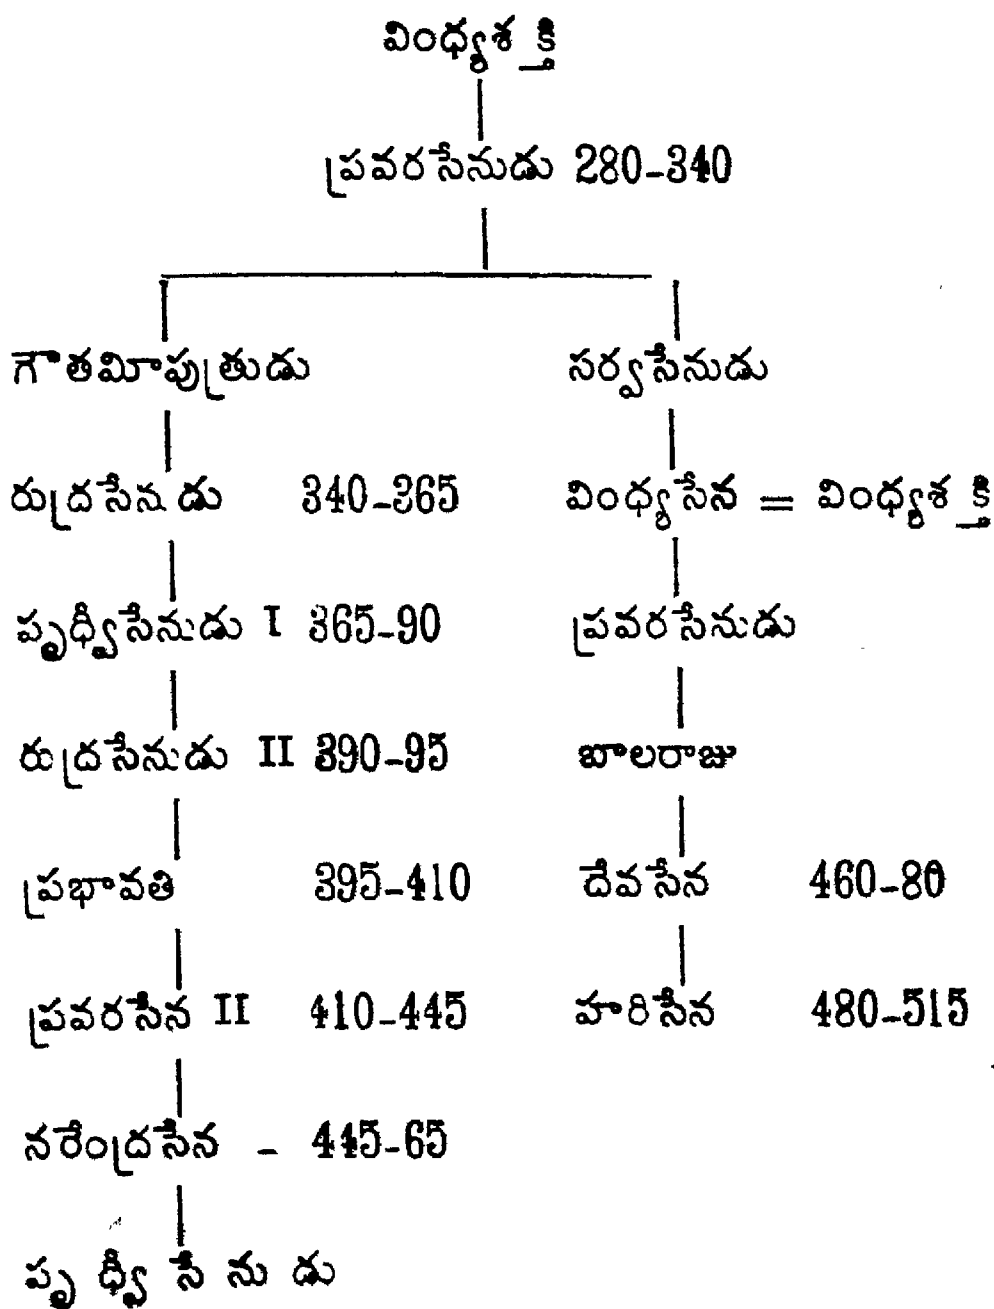 వింధ్యశక్తి
ప్రవరసేనుడు 280-340
గౌతమీపుత్రుడు సర్వసేనుడు
రుద్రసేనడు 340-365 వింధ్యసేన = వింధ్యశక్తి
పృథ్వీసేనుడు I 365-90 ప్రవరసేనుడు
రుద్రసేనుడు II 390-95 బాలరాజు
ప్రభావతి 395-410 దేవసేన 460-80
ప్రవరసేన II 410-445 హరిసేన 480-515
నరేంద్రసేన - 445-65
పృథ్వీసేనుడు